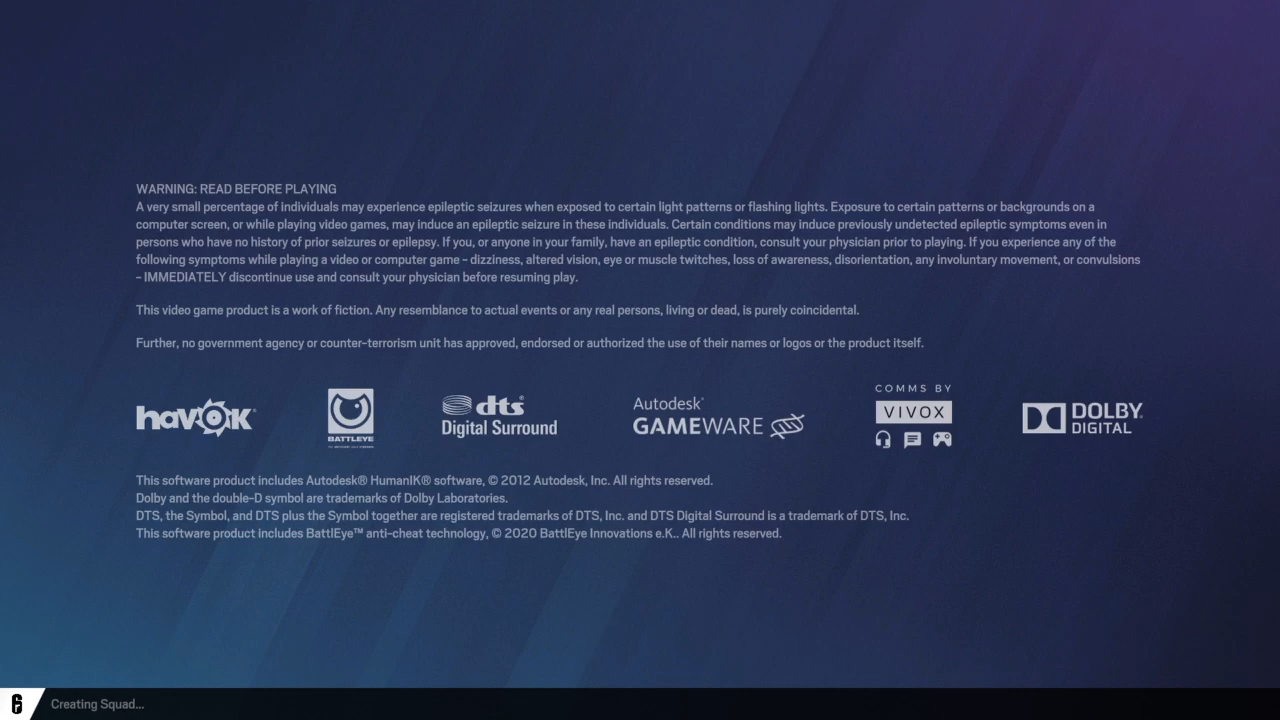 WARNING: READ BEFORE PLAYING
A very small percentage of individuals may experience epileptic seizures when exposed to certain light patterns or flashing lights. Exposure to certain patterns or backgrounds on a
computer screen, or while playing video games, may induce an epileptic seizure in these individuals. Certain conditions may induce previously undetected epileptic symptoms even in
persons who have no history of prior seizures or epilepsy. If you, or anyone in your family, have an epileptic condition, consult your physician prior to playing. If you experience any of the
following symptoms while playing a video or computer game - dizziness, altered vision, eye or muscle twitches, loss of awareness, disorientation, any involuntary movement, or convulsions
- IMMEDIATELY discontinue use and consult your physician before resuming play.
This video game product is a work of fiction. Any resemblance to actual events or any real persons, living or dead, is purely coincidental.
Further, no government agency or counter-terrorism unit has approved, endorsed or authorized the use of their names or logos or the product itself.
havok®
BATTLEYE
dts®
Digital Surround
Autodesk®
GAMEWARE
COMMS BY
VIVOX
DOLBY®
DIGITAL
This software product includes Autodesk® HumanIK® software, © 2012 Autodesk, Inc. All rights reserved.
Dolby and the double-D symbol are trademarks of Dolby Laboratories.
DTS, the Symbol, and DTS plus the Symbol together are registered trademarks of DTS, Inc. and DTS Digital Surround is a trademark of DTS, Inc.
This software product includes BattlEye™ anti-cheat technology, © 2020 BattlEye Innovations e.K.. All rights reserved.
6
Creating Squad...